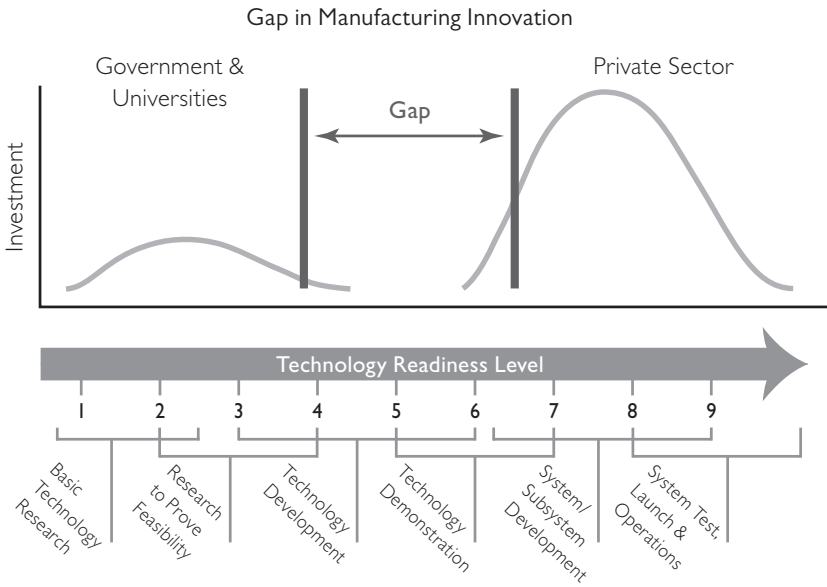 Gap in Manufacturing Innovation
Government &
Universities
Private Sector
Gap
Investment
Technology Readiness Level
1
2
3
4
5
6
7
8
9
Basic
Technology
Research
Research
to Prove
Feasibility
Technology
Development
Technology
Demonstration
System/
Subsystem
Development
System Test,
Launch &
Operations